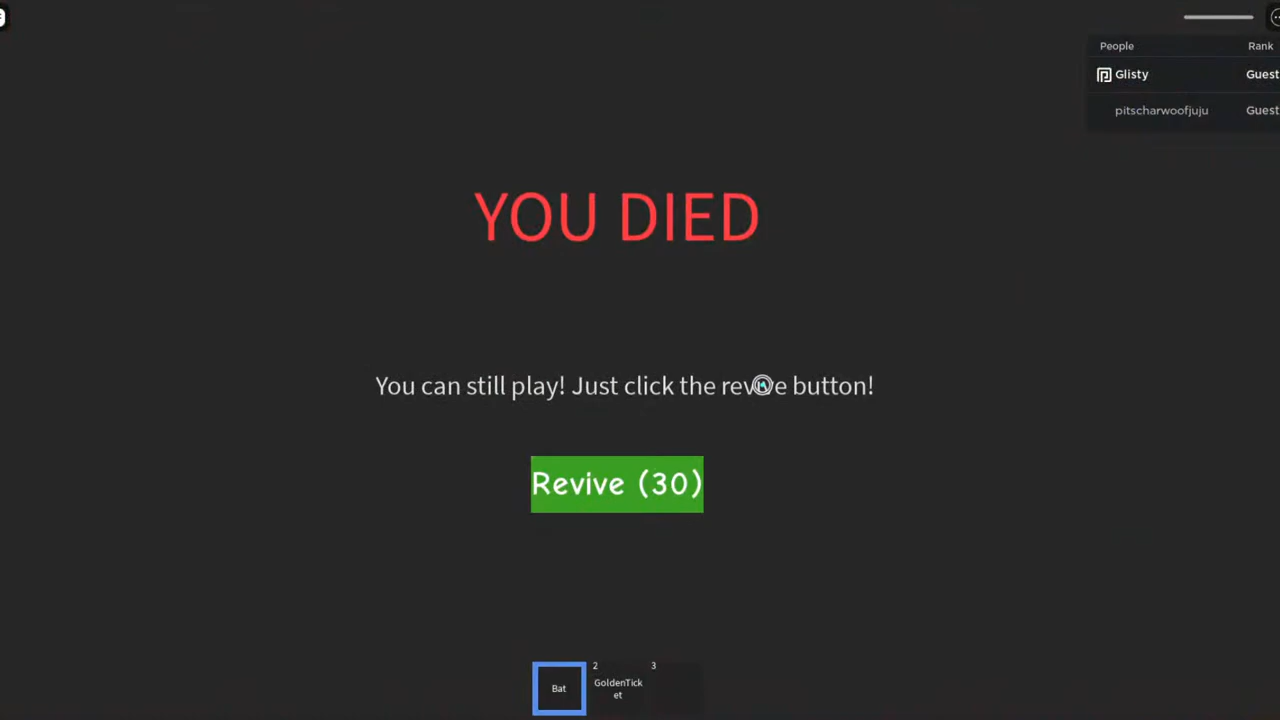 People Rank
Glisty Guest
pitscharwoofjuju Guest
YOU DIED
You can still play! Just click the revive button!
Revive (30)
Bat
2
GoldenTick
et
3